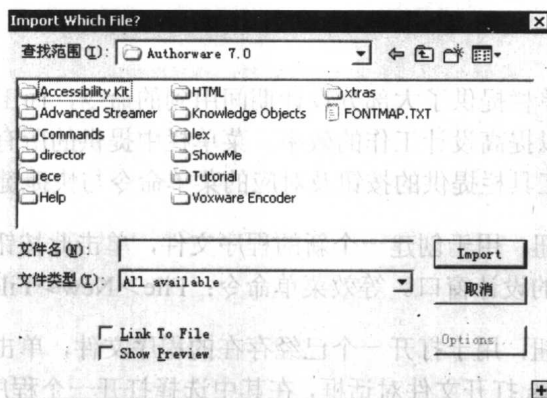 Import Which File?
查找范围(I): Authorware 7.0
Accessibility Kit HTML xtras
Advanced Streamer Knowledge Objects FONTMAP.TXT
Commands lex
director ShowMe
ece Tutorial
Help Voxware Encoder
文件名(N): Import
文件类型(T): All available 取消
Link To File
Show Preview Options